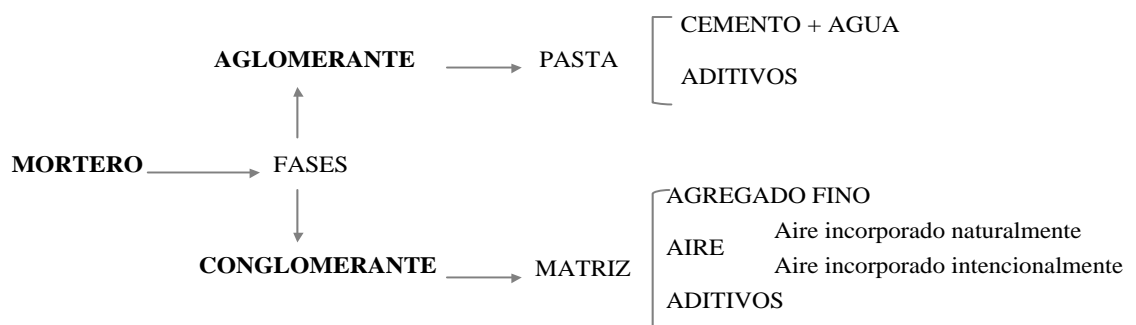 CEMENTO + AGUA
AGLOMERANTE PASTA
ADITIVOS
MORTERO FASES
AGREGADO FINO
Aire incorporado naturalmente
AIRE
CONGLOMERANTE MATRIZ
Aire incorporado intencionalmente
ADITIVOS